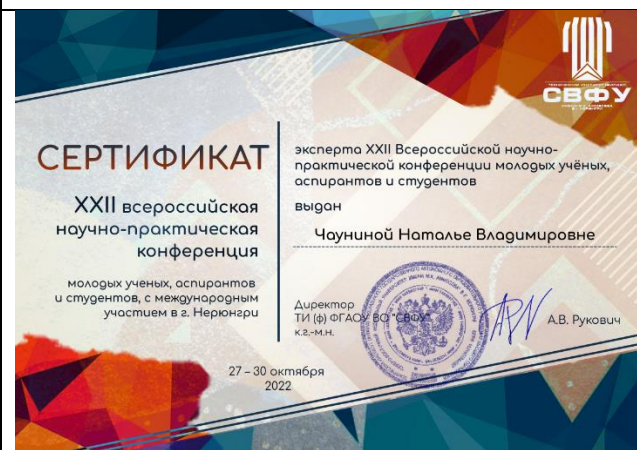 СВФУ
СЕРТИФИКАТ
XXII всероссийская
научно-практическая
конференция
молодых ученых, аспирантов
и студентов, с международным
участием в г. Нерюнгри
27 – 30 октября
2022
эксперта XXII Всероссийской научно-
практической конференции молодых учёных,
аспирантов и студентов
выдан
Чауниной Наталье Владимировне
Директор
ТИ (ф) ФГАОУ ВО "СВФУ"
к.г.-м.н.
А.В. Рукович